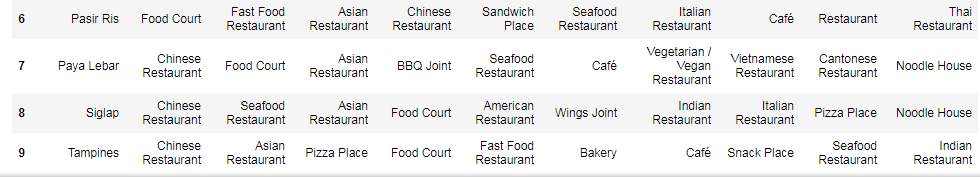 6 Pasir Ris Food Court Fast Food Restaurant Asian Restaurant Chinese Restaurant Sandwich Place Seafood Restaurant Italian Restaurant Café Restaurant Thai Restaurant
7 Paya Lebar Chinese Restaurant Food Court Asian Restaurant BBQ Joint Seafood Restaurant Café Vegetarian / Vegan Restaurant Vietnamese Restaurant Cantonese Restaurant Noodle House
8 Siglap Chinese Restaurant Seafood Restaurant Asian Restaurant Food Court American Restaurant Wings Joint Indian Restaurant Italian Restaurant Pizza Place Noodle House
9 Tampines Chinese Restaurant Asian Restaurant Pizza Place Food Court Fast Food Restaurant Bakery Café Snack Place Seafood Restaurant Indian Restaurant